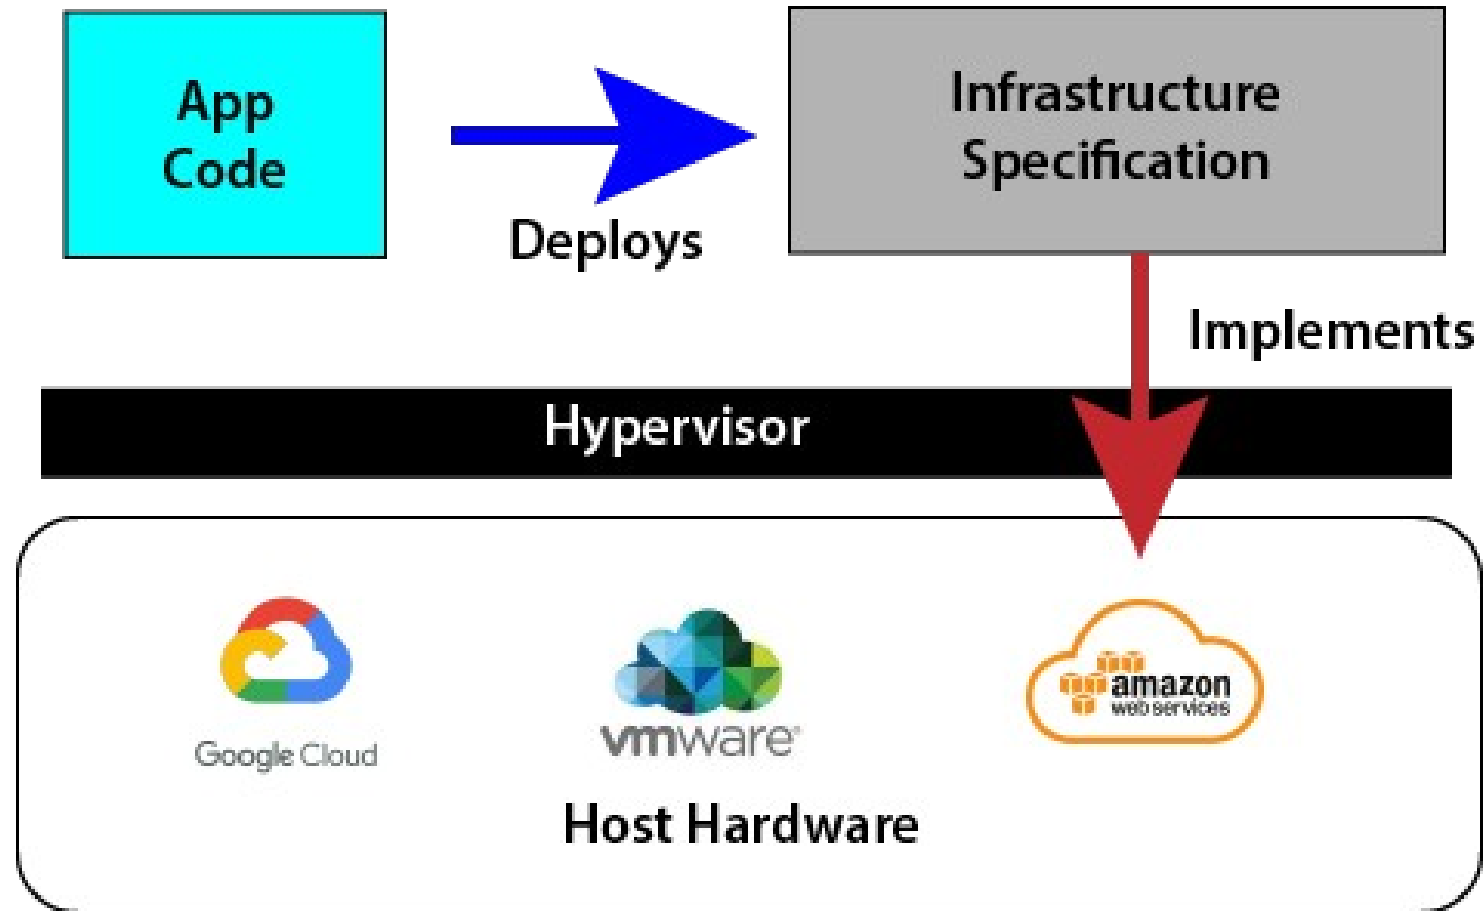 App
Code
Deploys
Infrastructure
Specification
Implements
Hypervisor
Google Cloud
vmware®
amazon
web services
Host Hardware